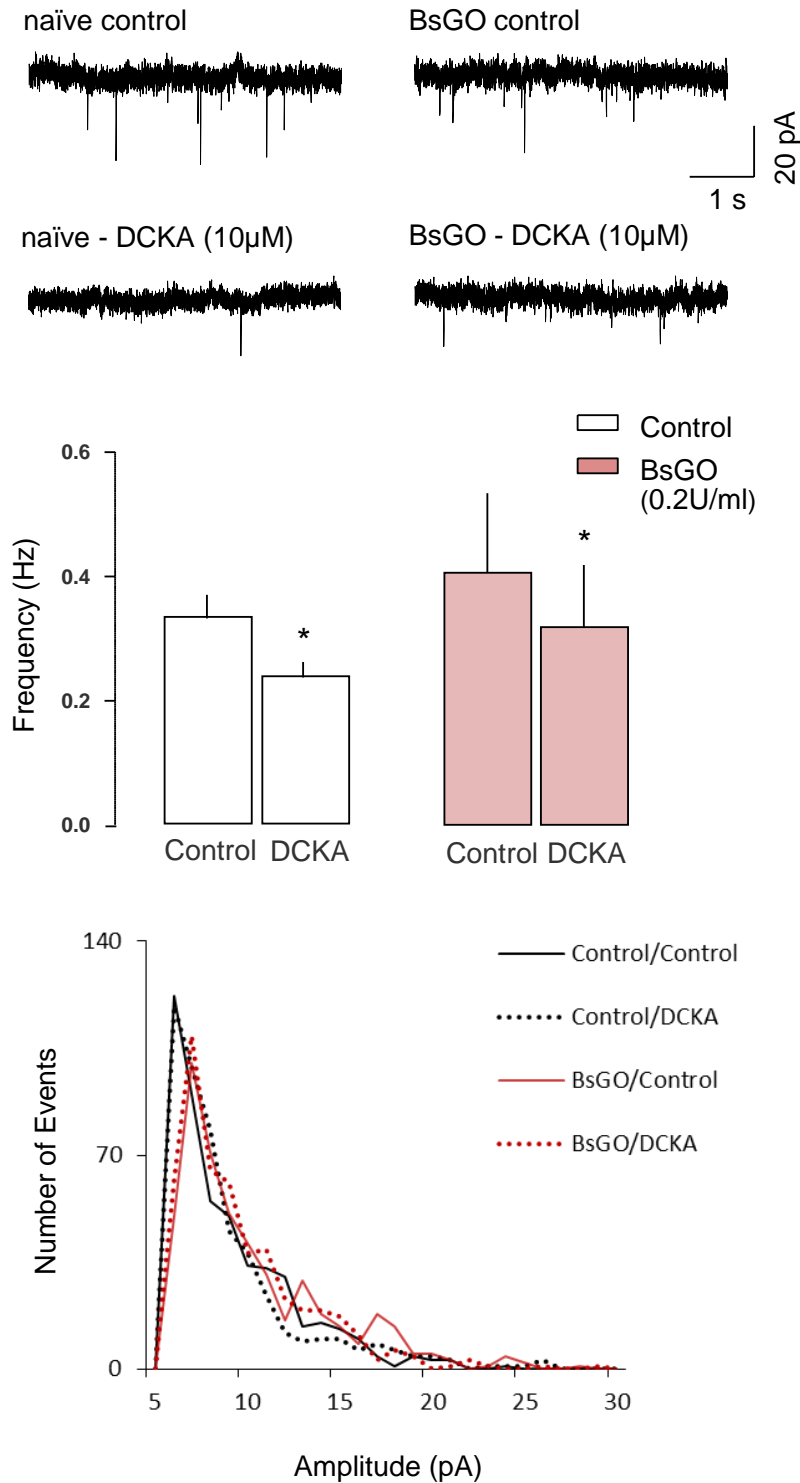 naïve control
BsGO control
20 pA
1 s
naïve - DCKA (10µM)
BsGO - DCKA (10µM)
Control
BsGO
(0.2U/ml)
0.6
*
0.4
*
0.2
0.0
Frequency (Hz)
Control DCKA
Control DCKA
140
Control/Control
Control/DCKA
BsGO/Control
BsGO/DCKA
70
0
Number of Events
5 10 15 20 25 30
Amplitude (pA)